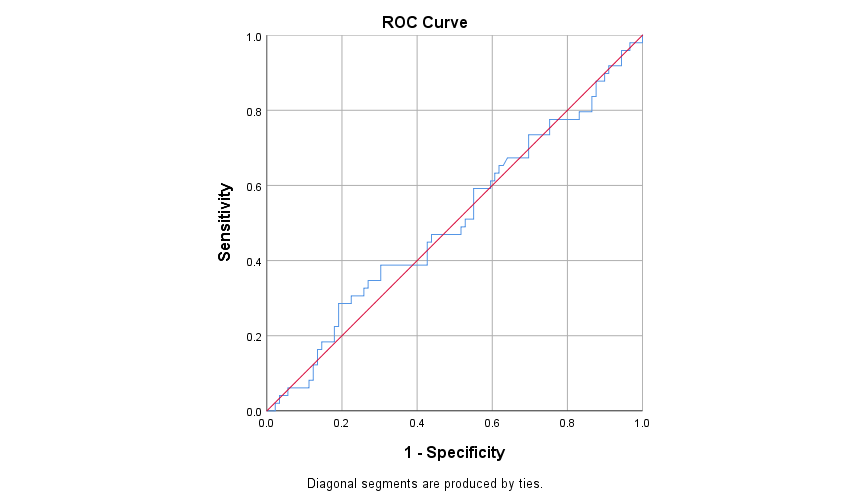 ROC Curve
1.0
0.8
0.6
0.4
0.2
0.0
Sensitivity
0.0 0.2 0.4 0.6 0.8 1.0
1 - Specificity
Diagonal segments are produced by ties.